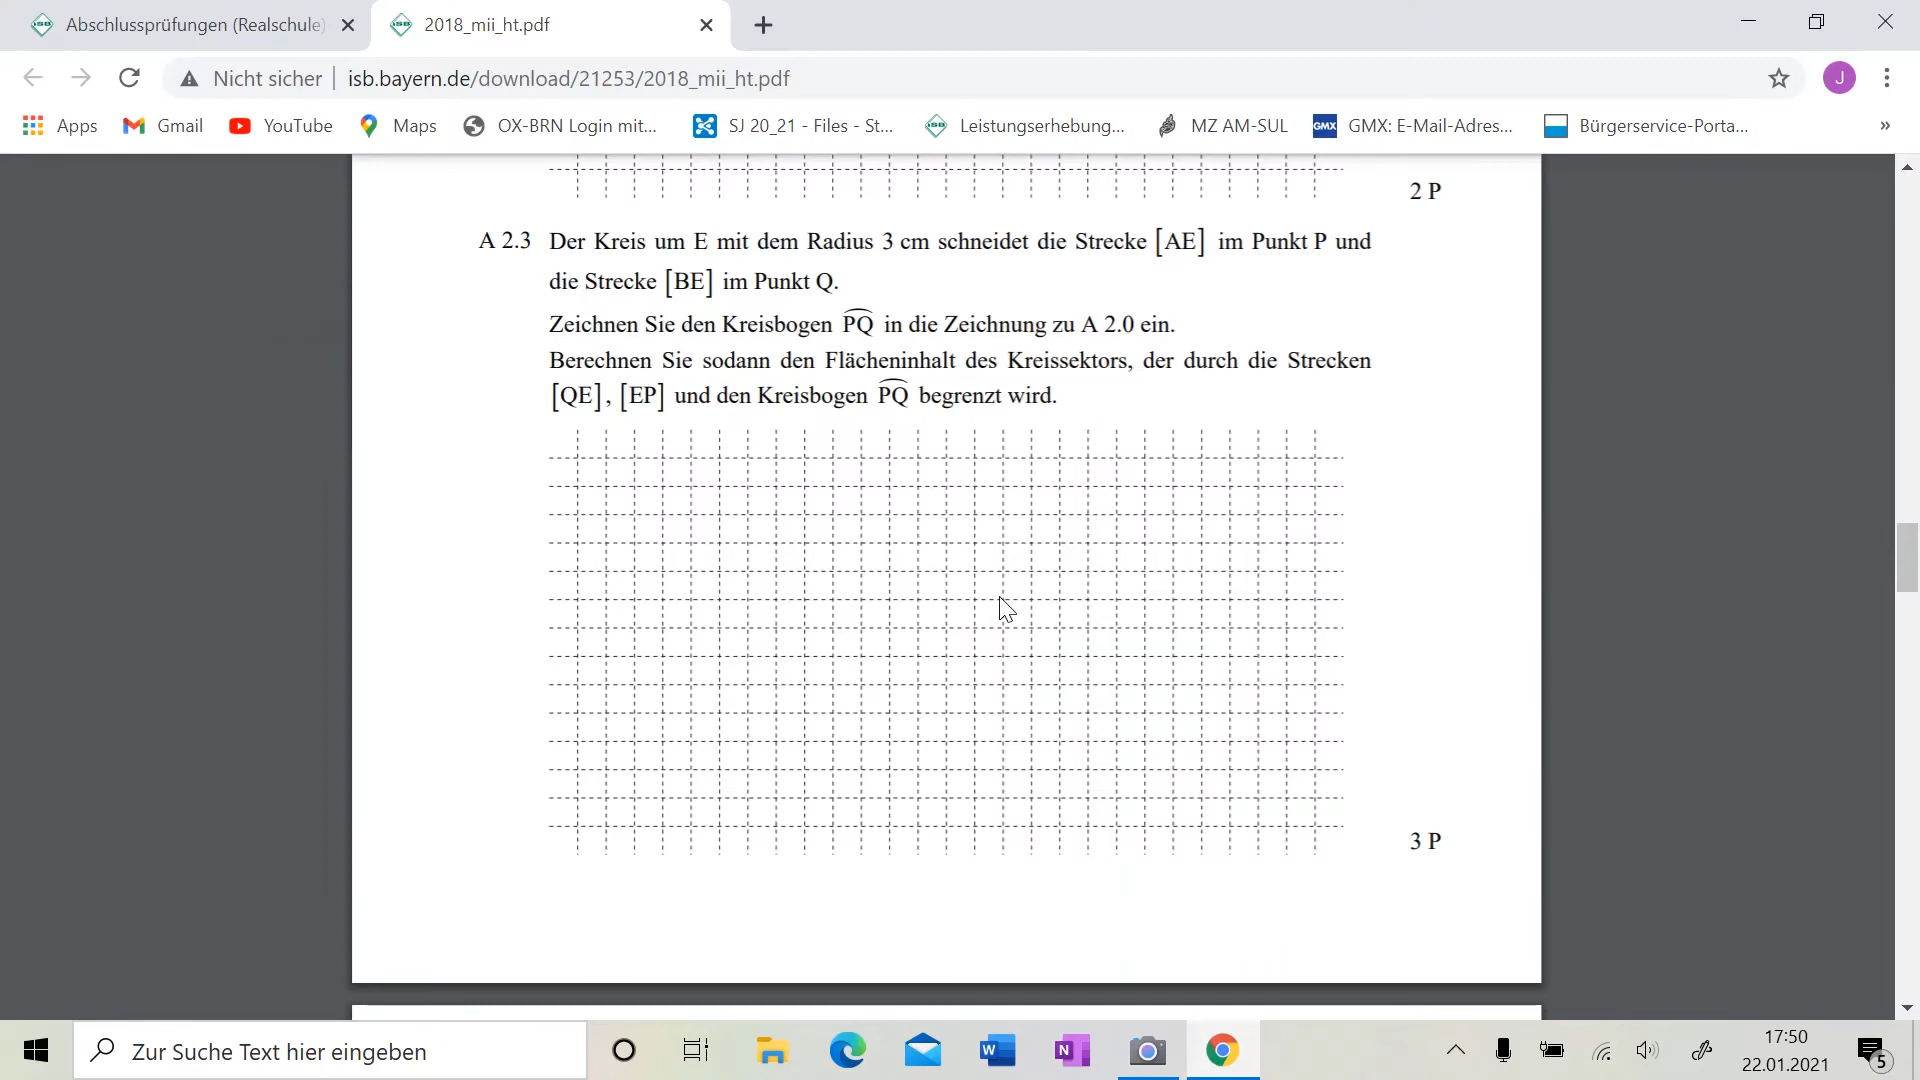 Abschlussprüfungen (Realschule)
2018_mii_ht.pdf
Nicht sicher
isb.bayern.de/download/21253/2018_mii_ht.pdf
J
Apps
Gmail
YouTube
Maps
OX-BRN Login mit...
SJ 20_21 - Files - St...
Leistungserhebung...
MZ AM-SUL
GMX
GMX: E-Mail-Adres...
Bürgerservice-Porta...
»
2 P
A 2.3 Der Kreis um E mit dem Radius 3 cm schneidet die Strecke [AE] im Punkt P und
die Strecke [BE] im Punkt Q.
Zeichnen Sie den Kreisbogen P͡Q in die Zeichnung zu A 2.0 ein.
Berechnen Sie sodann den Flächeninhalt des Kreissektors, der durch die Strecken
[QE], [EP] und den Kreisbogen P͡Q begrenzt wird.
3 P
Zur Suche Text hier eingeben
W
N
17:50
22.01.2021
5